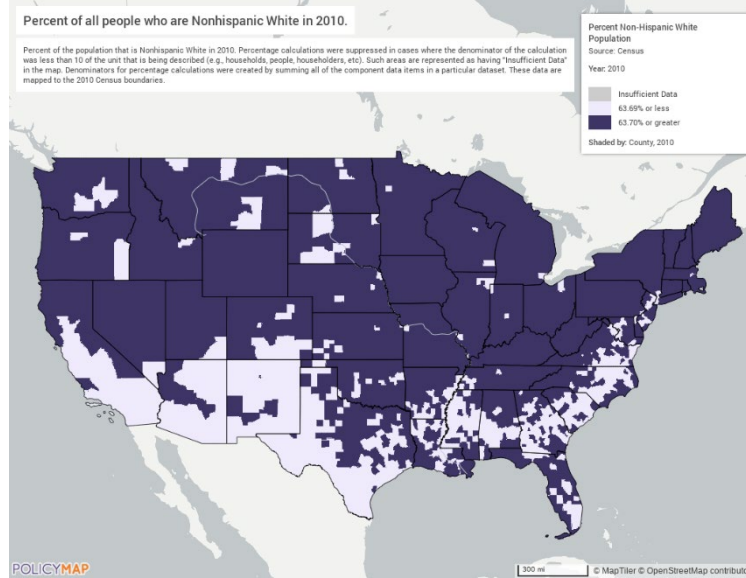 Percent of all people who are Nonhispanic White in 2010.
Percent of the population that is Nonhispanic White in 2010. Percentage calculations were suppressed in cases where the denominator of the calculation
was less than 10 of the unit that is being described (e.g., households, people, householders, etc). Such areas are represented as having "Insufficient Data"
in the map. Denominators for percentage calculations were created by summing all of the component data items in a particular dataset. These data are
mapped to the 2010 Census boundaries.
Percent Non-Hispanic White
Population
Source: Census
Year: 2010
Insufficient Data
63.69% or less
63.70% or greater
Shaded by: County, 2010
POLICYMAP
300 mi
© MapTiler © OpenStreetMap contributo